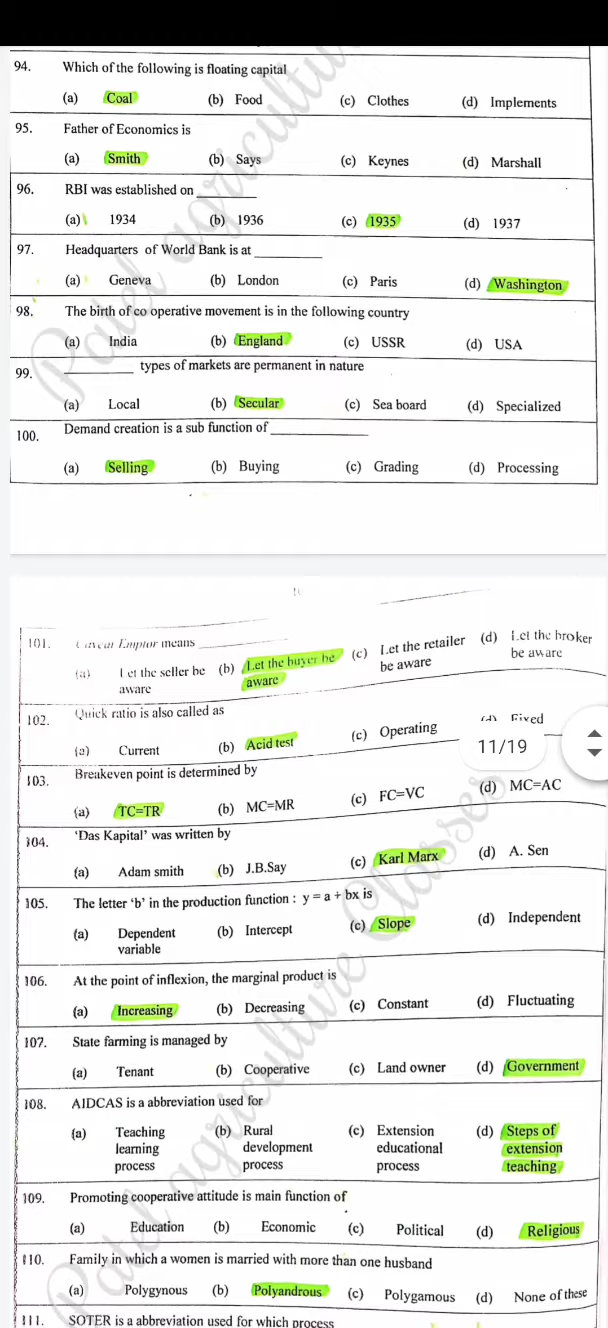 94. Which of the following is floating capital
(a) Coal (b) Food (c) Clothes (d) Implements
95. Father of Economics is
(a) Smith (b) Says (c) Keynes (d) Marshall
96. RBI was established on ________
(a) 1934 (b) 1936 (c) 1935 (d) 1937
97. Headquarters of World Bank is at ________
(a) Geneva (b) London (c) Paris (d) Washington
98. The birth of co operative movement is in the following country
(a) India (b) England (c) USSR (d) USA
99. ________ types of markets are permanent in nature
(a) Local (b) Secular (c) Sea board (d) Specialized
100. Demand creation is a sub function of ________
(a) Selling (b) Buying (c) Grading (d) Processing
101. Caveat Emptor means ________
(a) Let the seller be (b) Let the buyer be (c) Let the retailer (d) Let the broker
aware aware be aware be aware
102. Quick ratio is also called as
(a) Current (b) Acid test (c) Operating (d) Fixed
11/19
103. Breakeven point is determined by
(a) TC=TR (b) MC=MR (c) FC=VC (d) MC=AC
104. 'Das Kapital' was written by
(a) Adam smith (b) J.B.Say (c) Karl Marx (d) A. Sen
105. The letter 'b' in the production function : y = a + bx is
(a) Dependent (b) Intercept (c) Slope (d) Independent
variable
106. At the point of inflexion, the marginal product is
(a) Increasing (b) Decreasing (c) Constant (d) Fluctuating
107. State farming is managed by
(a) Tenant (b) Cooperative (c) Land owner (d) Government
108. AIDCAS is a abbreviation used for
(a) Teaching (b) Rural (c) Extension (d) Steps of
learning development educational extension
process process process teaching
109. Promoting cooperative attitude is main function of
(a) Education (b) Economic (c) Political (d) Religious
110. Family in which a women is married with more than one husband
(a) Polygynous (b) Polyandrous (c) Polygamous (d) None of these
111. SOTER is a abbreviation used for which process
Patel agriculture Classes